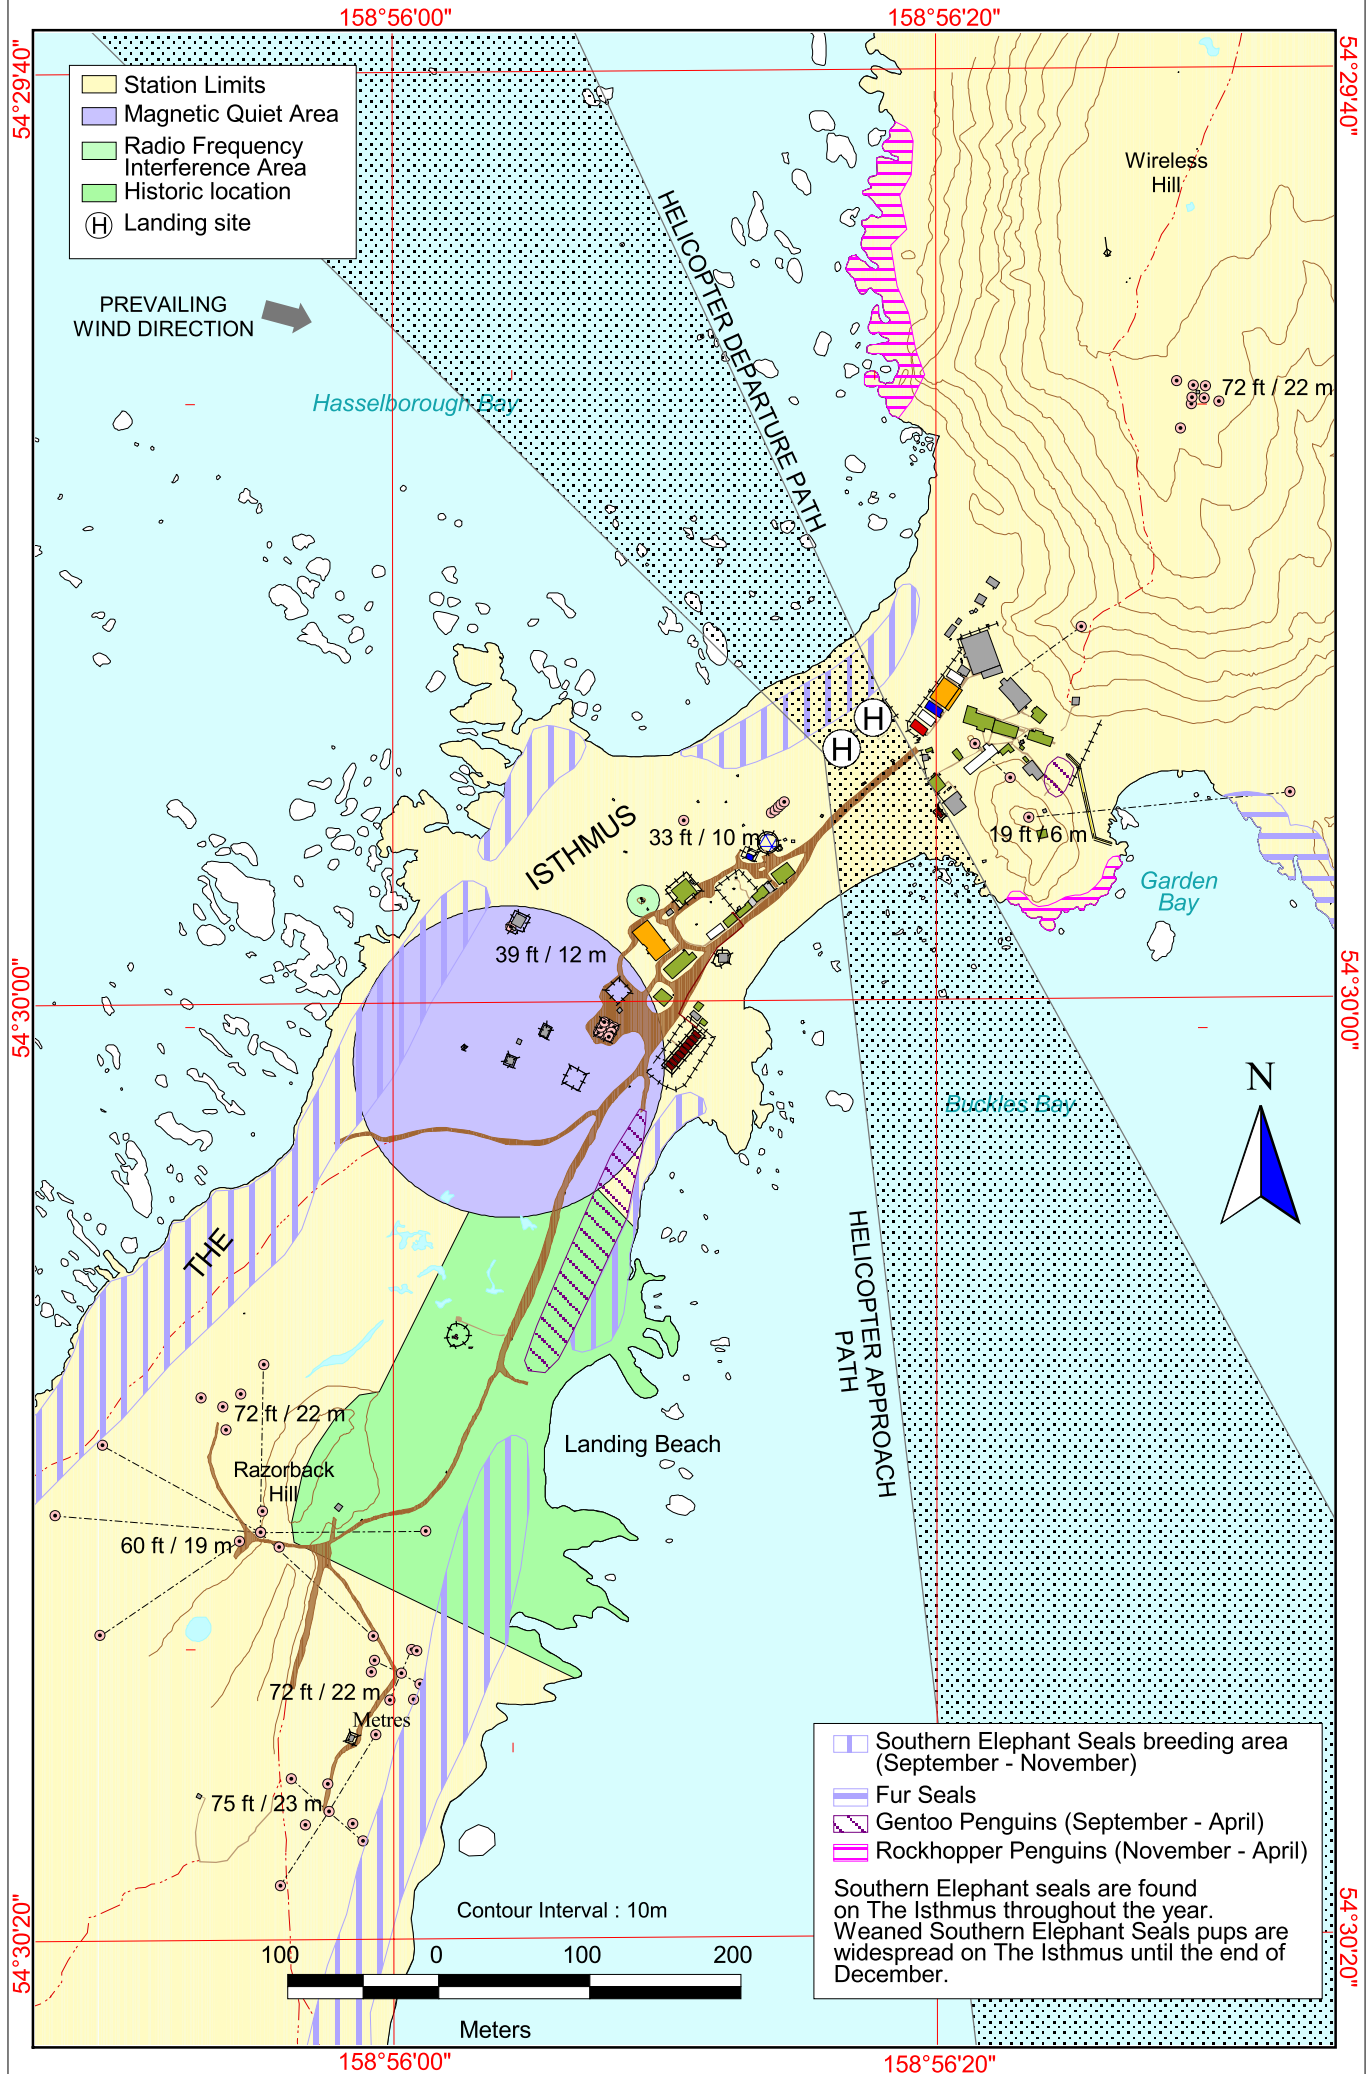 158°56'00"
158°56'20"
54°29'40"
54°29'40"
Station Limits
Magnetic Quiet Area
Radio Frequency
Interference Area
Historic location
H
Landing site
Wireless
Hill
HELICOPTER DEPARTURE PATH
PREVAILING
WIND DIRECTION
Hasselborough Bay
72 ft / 22 m
H
H
ISTHMUS
33 ft / 10 m
19 ft / 6 m
Garden
Bay
39 ft / 12 m
54°30'00"
54°30'00"
N
Buckles Bay
THE
HELICOPTER APPROACH
PATH
72 ft / 22 m
Landing Beach
Razorback
Hill
60 ft / 19 m
72 ft / 22 m
Metres
75 ft / 23 m
Southern Elephant Seals breeding area
(September - November)
Fur Seals
Gentoo Penguins (September - April)
Rockhopper Penguins (November - April)
Southern Elephant seals are found
on The Isthmus throughout the year.
Weaned Southern Elephant Seals pups are
widespread on The Isthmus until the end of
December.
Contour Interval : 10m
54°30'20"
54°30'20"
100 0 100 200
Meters
158°56'00"
158°56'20"